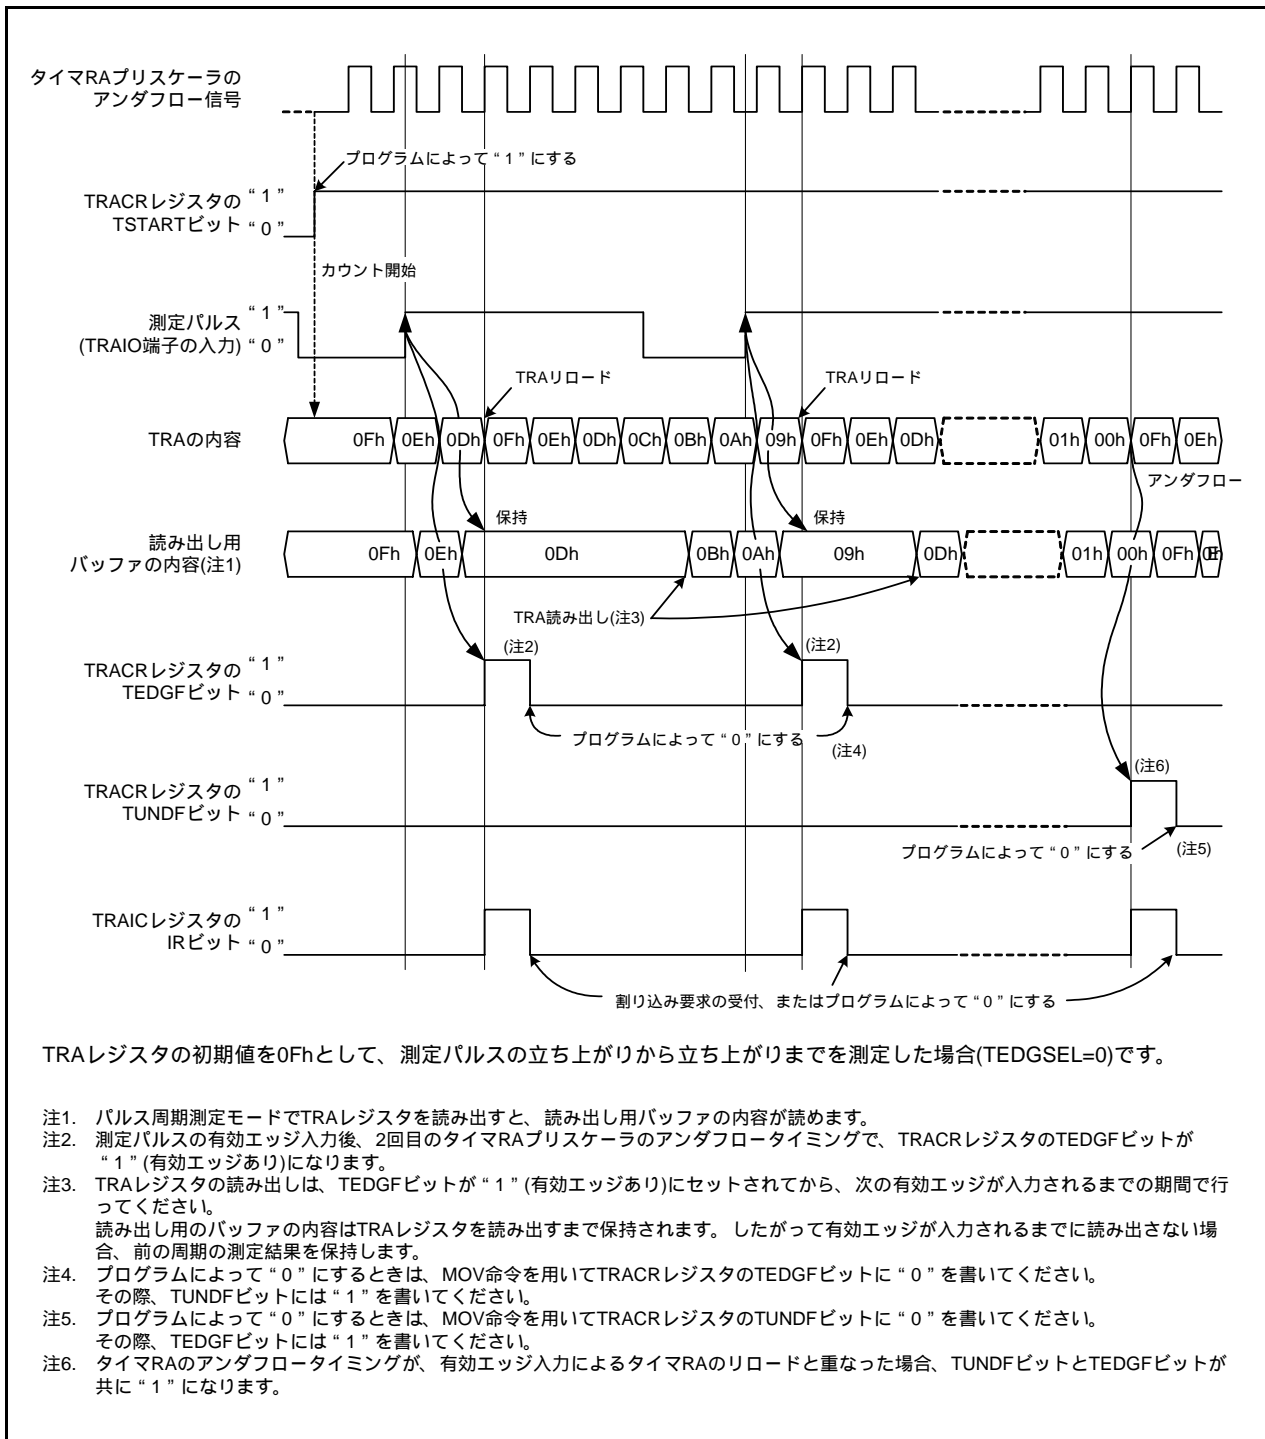 タイマRAプリスケーラの
アンダフロー信号
プログラムによって“1”にする
TRACRレジスタの “1”
TSTARTビット “0”
カウント開始
測定パルス “1”
(TRAIO端子の入力) “0”
TRAリロード TRAリロード
TRAの内容 0Fh 0Eh 0Dh 0Fh 0Eh 0Dh 0Ch 0Bh 0Ah 09h 0Fh 0Eh 0Dh 01h 00h 0Fh 0Eh
アンダフロー
保持 保持
読み出し用
バッファの内容(注1) 0Fh 0Eh 0Dh 0Bh 0Ah 09h 0Dh 01h 00h 0Fh 0Eh
TRA読み出し(注3)
(注2) (注2)
TRACRレジスタの “1”
TEDGFビット “0”
プログラムによって“0”にする (注4)
(注6)
TRACRレジスタの “1”
TUNDFビット “0”
プログラムによって“0”にする (注5)
TRAICレジスタの “1”
IRビット “0”
割り込み要求の受付、またはプログラムによって“0”にする
TRAレジスタの初期値を0Fhとして、測定パルスの立ち上がりから立ち上がりまでを測定した場合(TEDGSEL=0)です。
注1. パルス周期測定モードでTRAレジスタを読み出すと、読み出し用バッファの内容が読めます。
注2. 測定パルスの有効エッジ入力後、2回目のタイマRAプリスケーラのアンダフロータイミングで、TRACRレジスタのTEDGFビットが
“1”(有効エッジあり)になります。
注3. TRAレジスタの読み出しは、TEDGFビットが“1”(有効エッジあり)にセットされてから、次の有効エッジが入力されるまでの期間で行
ってください。
読み出し用のバッファの内容はTRAレジスタを読み出すまで保持されます。したがって有効エッジが入力されるまでに読み出さない場
合、前の周期の測定結果を保持します。
注4. プログラムによって“0”にするときは、MOV命令を用いてTRACRレジスタのTEDGFビットに“0”を書いてください。
その際、TUNDFビットには“1”を書いてください。
注5. プログラムによって“0”にするときは、MOV命令を用いてTRACRレジスタのTUNDFビットに“0”を書いてください。
その際、TEDGFビットには“1”を書いてください。
注6. タイマRAのアンダフロータイミングが、有効エッジ入力によるタイマRAのリロードと重なった場合、TUNDFビットとTEDGFビットが
共に“1”になります。